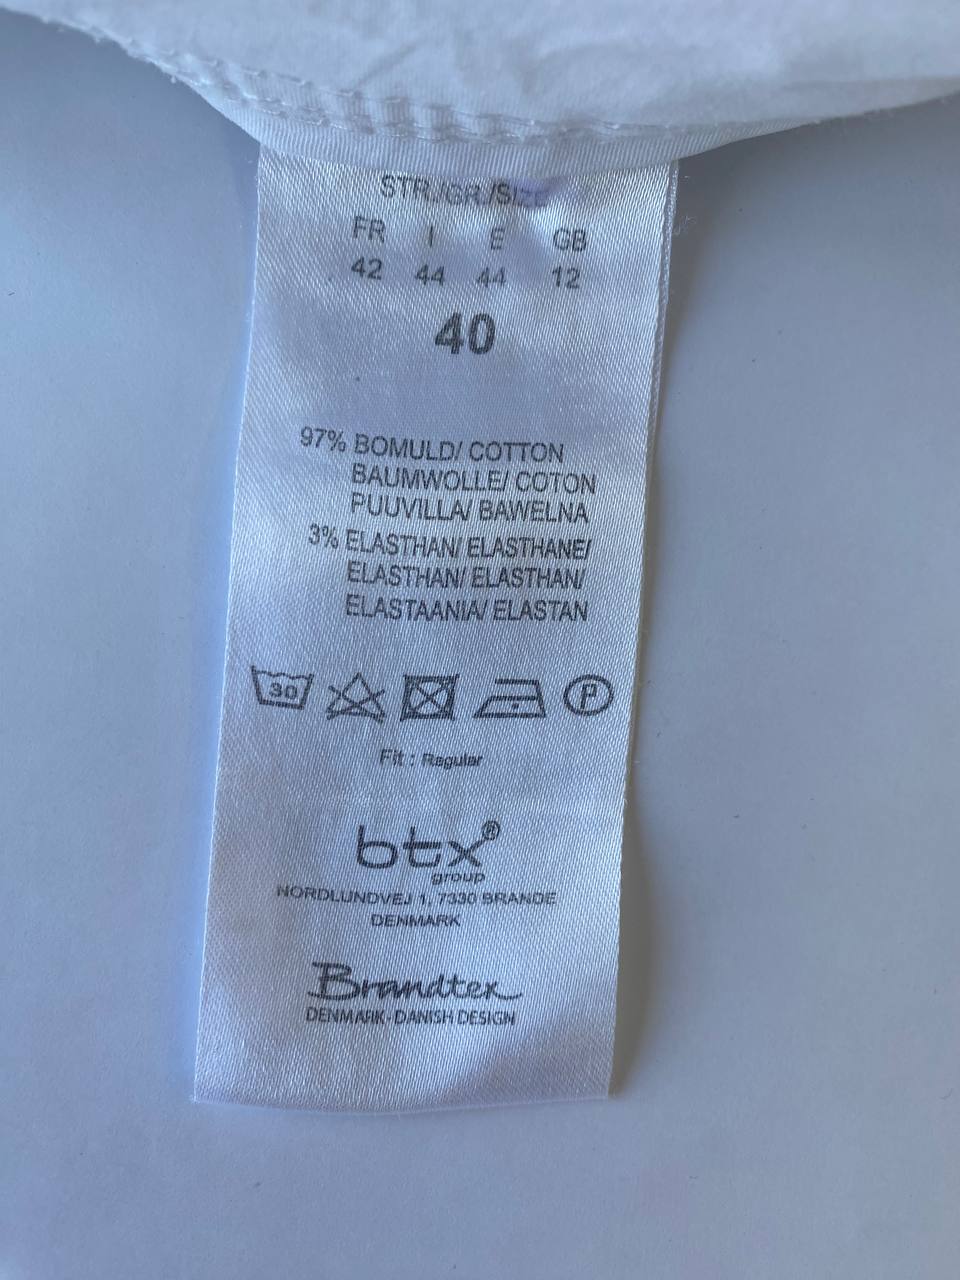 STR./GR./SIZE
FR I E GB
42 44 44 12
40
97% BOMULD/ COTTON
BAUMWOLLE/ COTON
PUUVILLA/ BAWELNA
3% ELASTHAN/ ELASTHANE/
ELASTHAN/ ELASTHAN/
ELASTAANIA/ ELASTAN
30 P
Fit : Regular
btx®
group
NORDLUNDVEJ 1, 7330 BRANDE
DENMARK
Brandtex
DENMARK - DANISH DESIGN